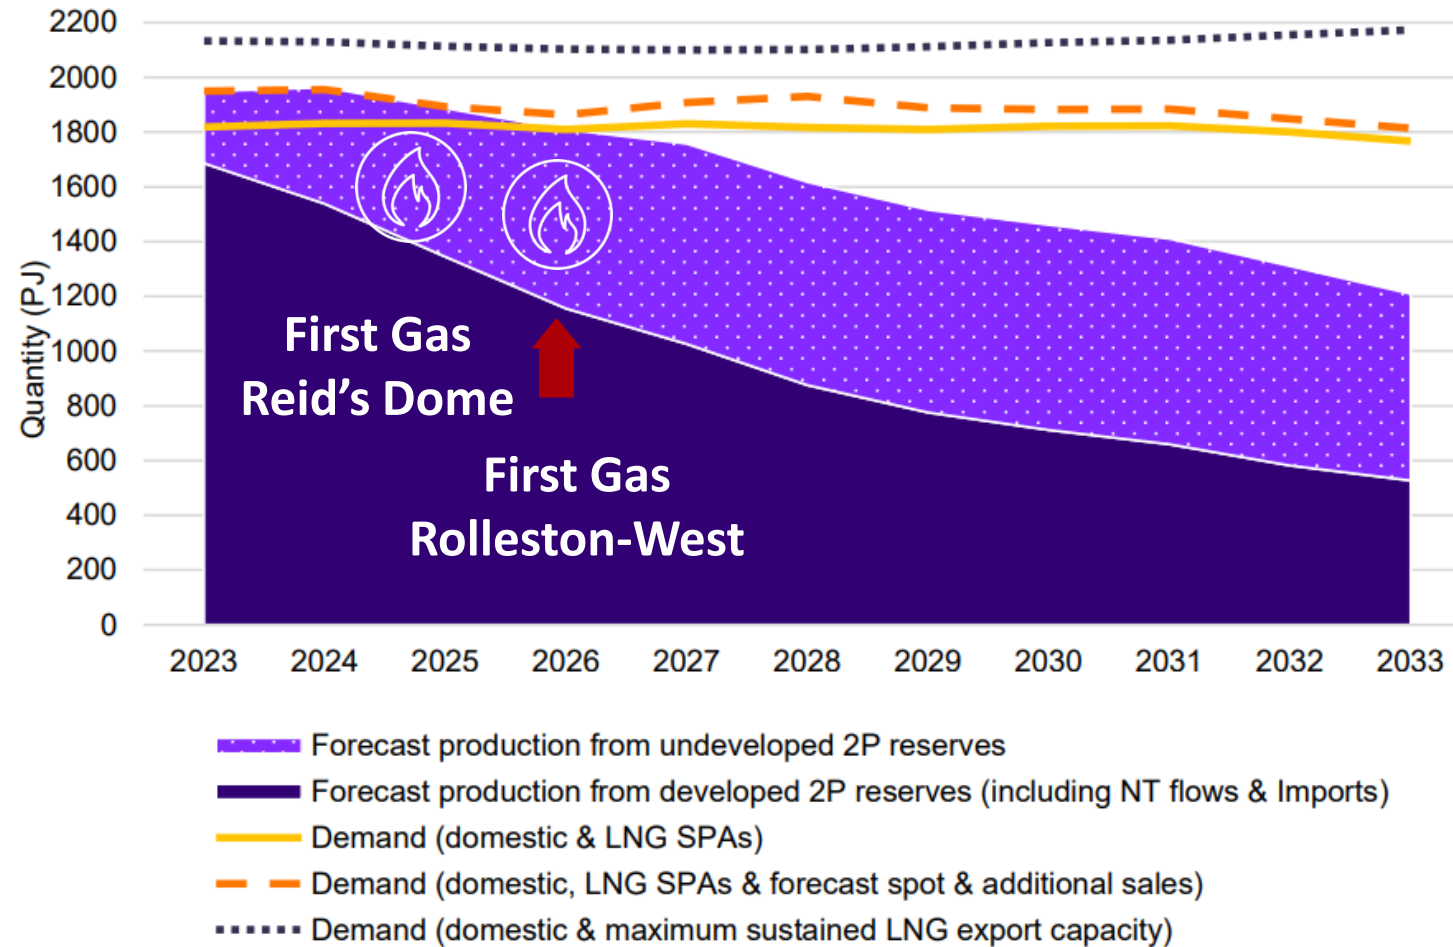 2200
2000
1800
1600
1400
1200
1000
800
600
400
200
0
Quantity (PJ)
First Gas
Reid’s Dome
First Gas
Rolleston-West
2023 2024 2025 2026 2027 2028 2029 2030 2031 2032 2033
Forecast production from undeveloped 2P reserves
Forecast production from developed 2P reserves (including NT flows & Imports)
Demand (domestic & LNG SPAs)
Demand (domestic, LNG SPAs & forecast spot & additional sales)
Demand (domestic & maximum sustained LNG export capacity)